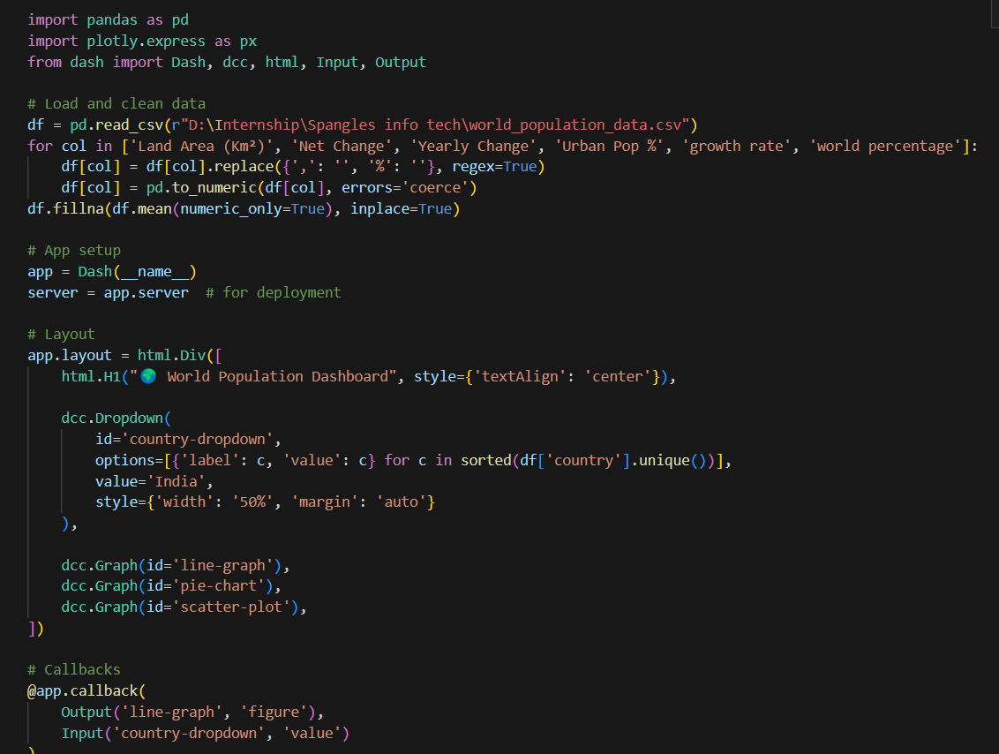 import pandas as pd
import plotly.express as px
from dash import Dash, dcc, html, Input, Output
# Load and clean data
df = pd.read_csv(r"D:\Internship\Spangles info tech\world_population_data.csv")
for col in ['Land Area (Km²)', 'Net Change', 'Yearly Change', 'Urban Pop %', 'growth rate', 'world percentage']:
    df[col] = df[col].replace({',': '', '%': ''}, regex=True)
    df[col] = pd.to_numeric(df[col], errors='coerce')
df.fillna(df.mean(numeric_only=True), inplace=True)
# App setup
app = Dash(__name__)
server = app.server  # for deployment
# Layout
app.layout = html.Div([
    html.H1("🌍 World Population Dashboard", style={'textAlign': 'center'}),
    dcc.Dropdown(
        id='country-dropdown',
        options=[{'label': c, 'value': c} for c in sorted(df['country'].unique())],
        value='India',
        style={'width': '50%', 'margin': 'auto'}
    ),
    dcc.Graph(id='line-graph'),
    dcc.Graph(id='pie-chart'),
    dcc.Graph(id='scatter-plot'),
])
# Callbacks
@app.callback(
    Output('line-graph', 'figure'),
    Input('country-dropdown', 'value')
)